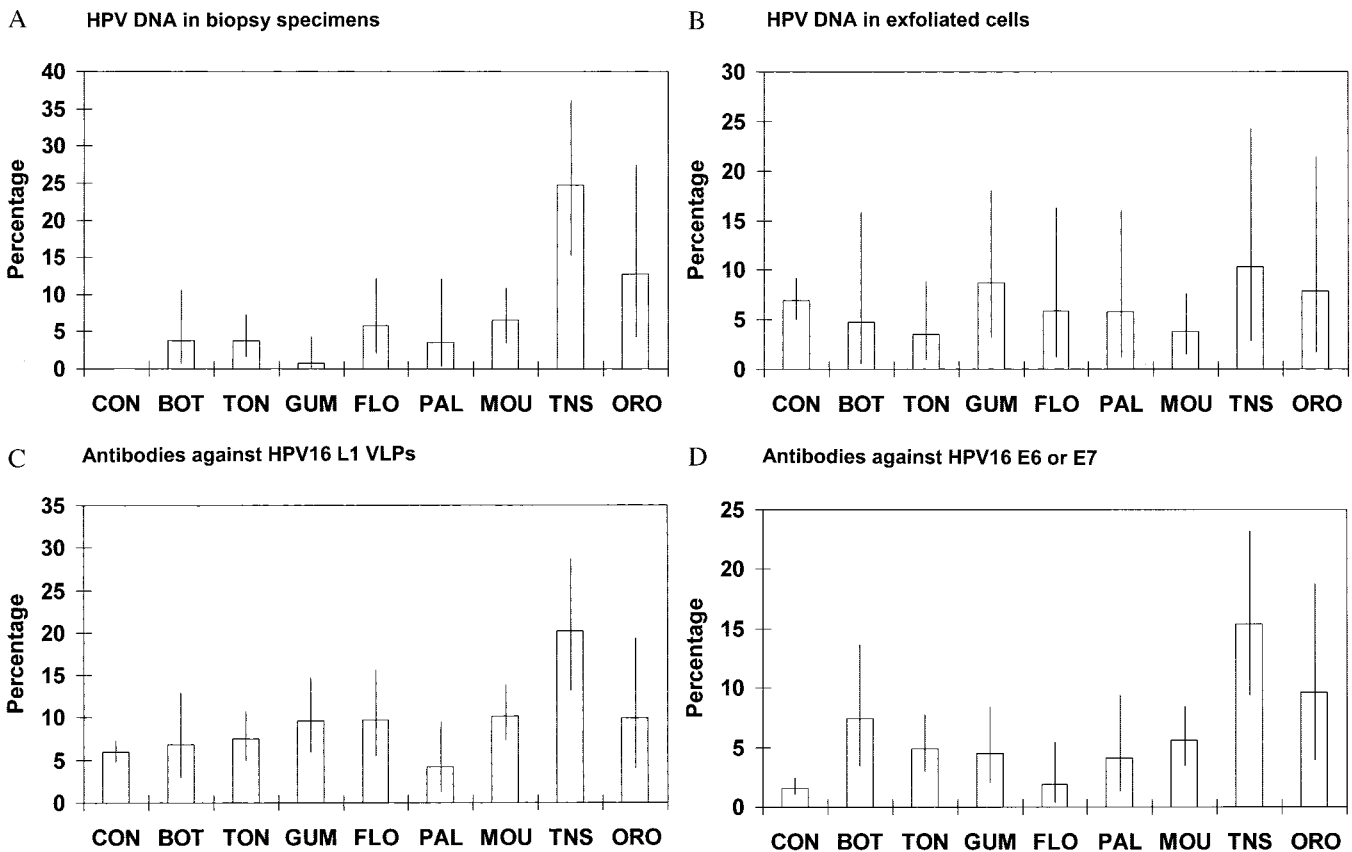 A HPV DNA in biopsy specimens
Percentage
40
35
30
25
20
15
10
5
0
CON BOT TON GUM FLO PAL MOU TNS ORO
B HPV DNA in exfoliated cells
Percentage
30
25
20
15
10
5
0
CON BOT TON GUM FLO PAL MOU TNS ORO
C Antibodies against HPV16 L1 VLPs
Percentage
35
30
25
20
15
10
5
0
CON BOT TON GUM FLO PAL MOU TNS ORO
D Antibodies against HPV16 E6 or E7
Percentage
25
20
15
10
5
0
CON BOT TON GUM FLO PAL MOU TNS ORO